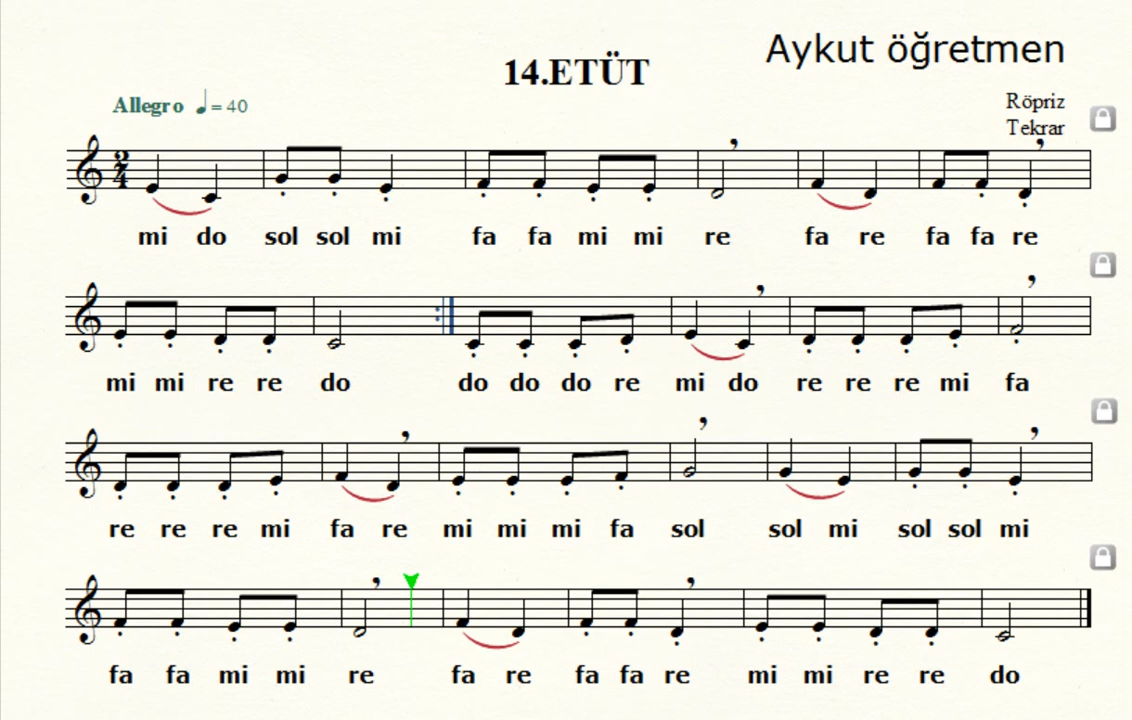 Aykut öğretmen
14.ETÜT
Allegro = 40
Röpriz
Tekrar
2
4
mi do sol sol mi fa fa mi mi re fa re fa fa re
mi mi re re do do do do re mi do re re re mi fa
re re re mi fa re mi mi mi fa sol sol mi sol sol mi
fa fa mi mi re fa re fa fa re mi mi re re do